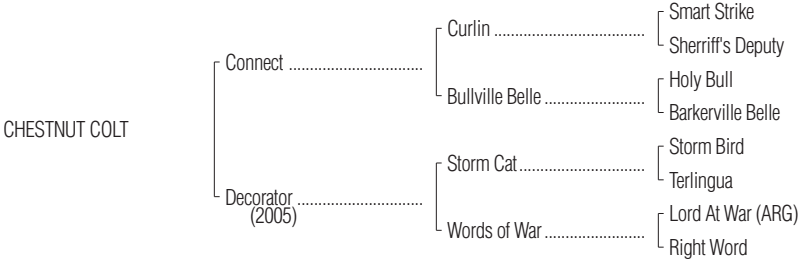 Smart Strike
Curlin ..................................
Sherriff's Deputy
Connect ..............................
Holy Bull
Bullville Belle ......................
Barkerville Belle
CHESTNUT COLT
Storm Bird
Storm Cat ............................
Terlingua
Decorator ............................
(2005)
Lord At War (ARG)
Words of War ......................
Right Word